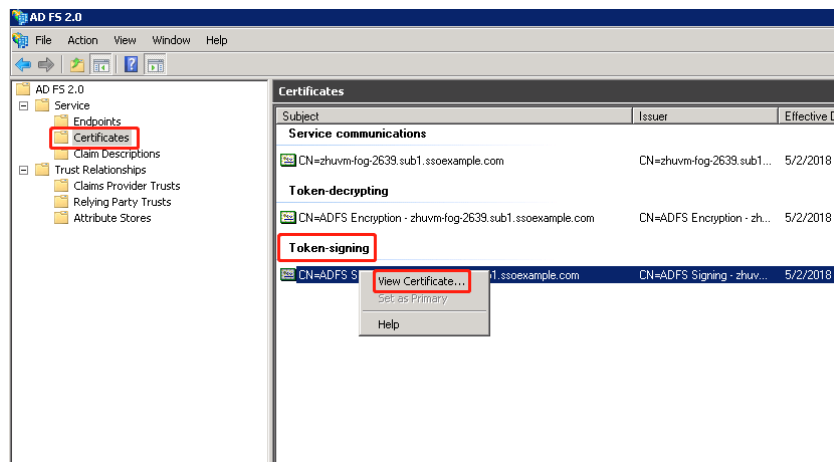 AD FS 2.0
File Action View Window Help
AD FS 2.0
Service
Endpoints
Certificates
Claim Descriptions
Trust Relationships
Claims Provider Trusts
Relying Party Trusts
Attribute Stores
Certificates
Subject Issuer Effective D
Service communications
CN=zhuvm-fog-2639.sub1.ssoexample.com CN=zhuvm-fog-2639.sub1... 5/2/2018
Token-decrypting
CN=ADFS Encryption - zhuvm-fog-2639.sub1.ssoexample.com CN=ADFS Encryption - zh... 5/2/2018
Token-signing
CN=ADFS S 1.ssoexample.com CN=ADFS Signing - zhuv... 5/2/2018
View Certificate...
Set as Primary
Help